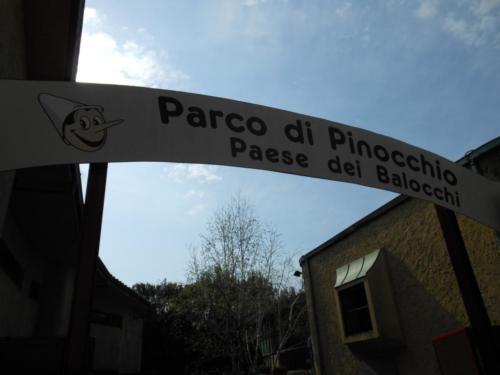 Parco di Pinocchio
Paese dei Balocchi